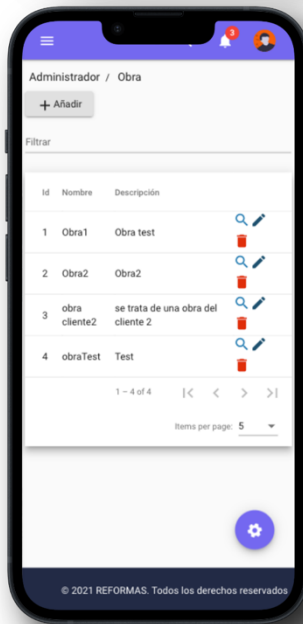 3
Administrador / Obra
+ Añadir
Filtrar
Id Nombre Descripción
1 Obra1 Obra test
2 Obra2 Obra2
3 obra cliente2 se trata de una obra del cliente 2
4 obraTest Test
1 – 4 of 4
Items per page: 5
© 2021 REFORMAS. Todos los derechos reservados